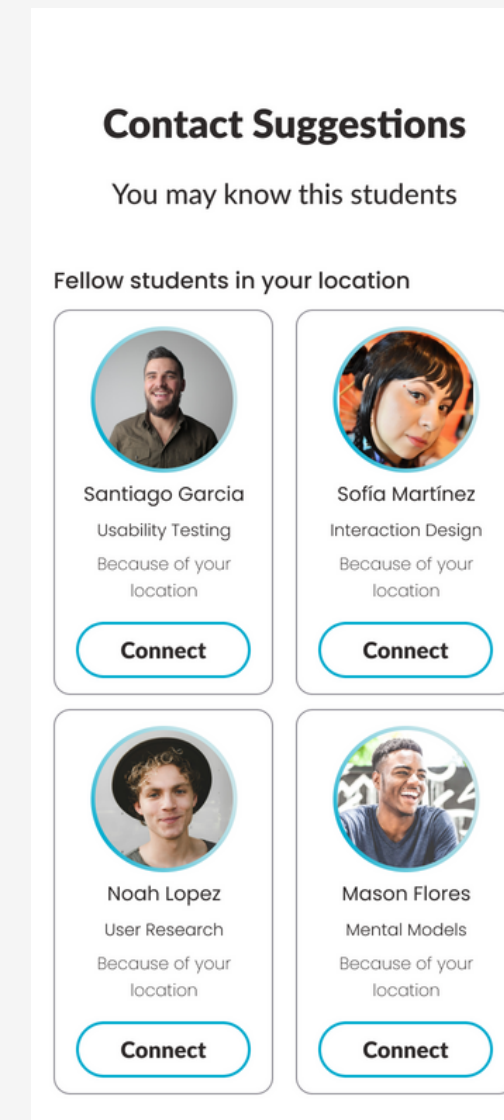 Contact Suggestions
You may know this students
Fellow students in your location
Santiago Garcia
Usability Testing
Because of your
location
Connect
Sofía Martínez
Interaction Design
Because of your
location
Connect
Noah Lopez
User Research
Because of your
location
Connect
Mason Flores
Mental Models
Because of your
location
Connect